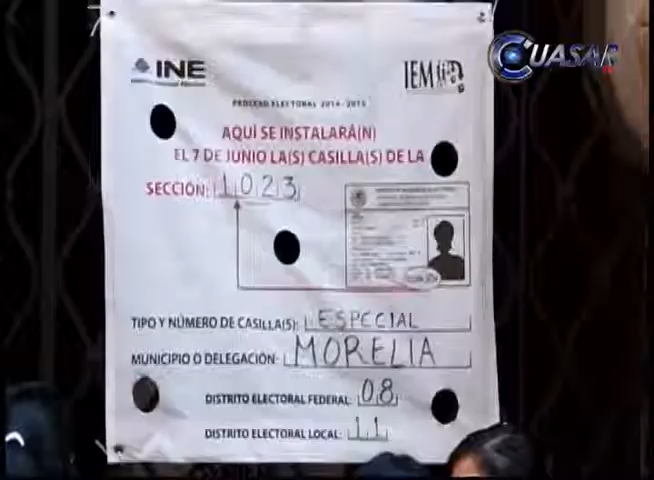 CUASAR
INE
IEM
PROCESO ELECTORAL 2014-2015
AQUÍ SE INSTALARÁ(N)
EL 7 DE JUNIO LA(S) CASILLA(S) DE LA
SECCIÓN: 1023
TIPO Y NÚMERO DE CASILLA(S): ESPECIAL
MUNICIPIO O DELEGACIÓN: MORELIA
DISTRITO ELECTORAL FEDERAL: 08
DISTRITO ELECTORAL LOCAL: 11